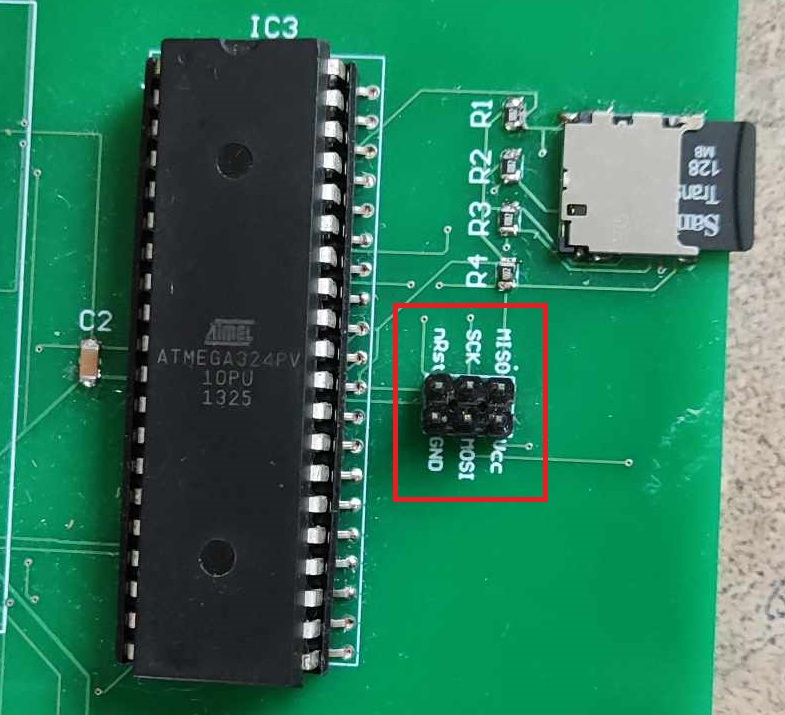 IC3
R1
R2
R3
R4
128
MB
Trans
San
C2
ATMEL
ATMEGA324PV
10PU
1325
nRst
SCK
MISO
GND
MOSI
Vcc